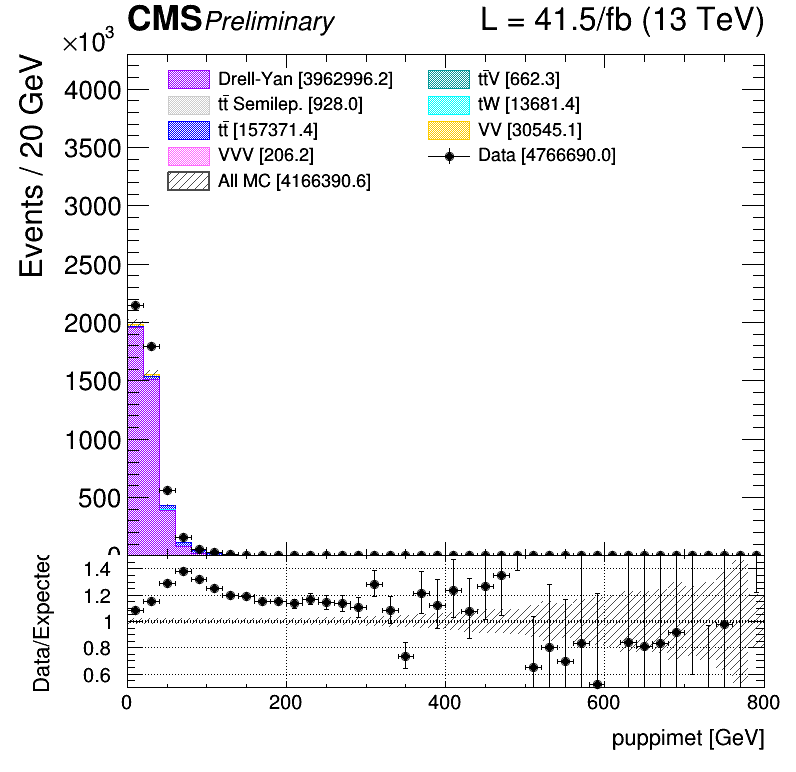 CMS Preliminary L = 41.5/fb (13 TeV)
×10³
Events / 20 GeV
4000
3500
3000
2500
2000
1500
1000
500
0
Drell-Yan [3962996.2]
tt̄ Semilep. [928.0]
tt̄ [157371.4]
VVV [206.2]
All MC [4166390.6]
tt̄V [662.3]
tW [13681.4]
VV [30545.1]
Data [4766690.0]
Data/Expected
1.4
1.2
1
0.8
0.6
0 200 400 600 800
puppimet [GeV]